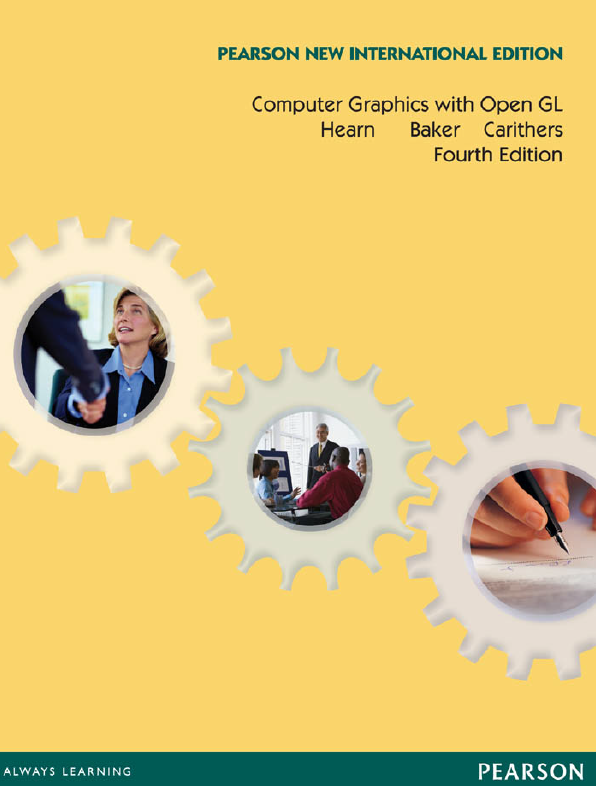 PEARSON NEW INTERNATIONAL EDITION
Computer Graphics with Open GL
Hearn Baker Carithers
Fourth Edition
ALWAYS LEARNING
PEARSON